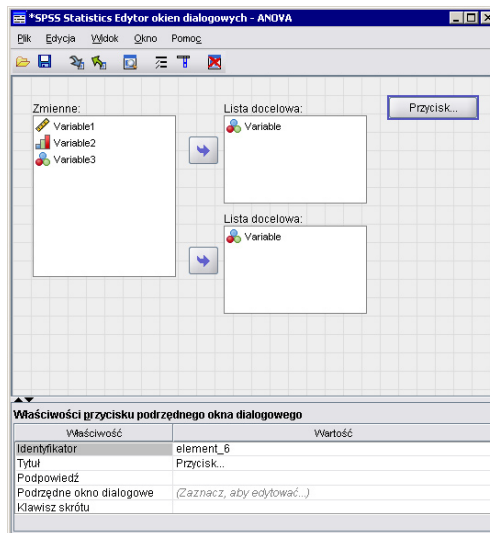 *SPSS Statistics Edytor okien dialogowych - ANOVA
Plik Edycja Widok Okno Pomoc
Zmienne:
Variable1
Variable2
Variable3
Lista docelowa:
Variable
Przycisk...
Lista docelowa:
Variable
Właściwości przycisku podrzędnego okna dialogowego
Właściwość Wartość
Identyfikator element_6
Tytuł Przycisk...
Podpowiedź
Podrzędne okno dialogowe (Zaznacz, aby edytować...)
Klawisz skrótu